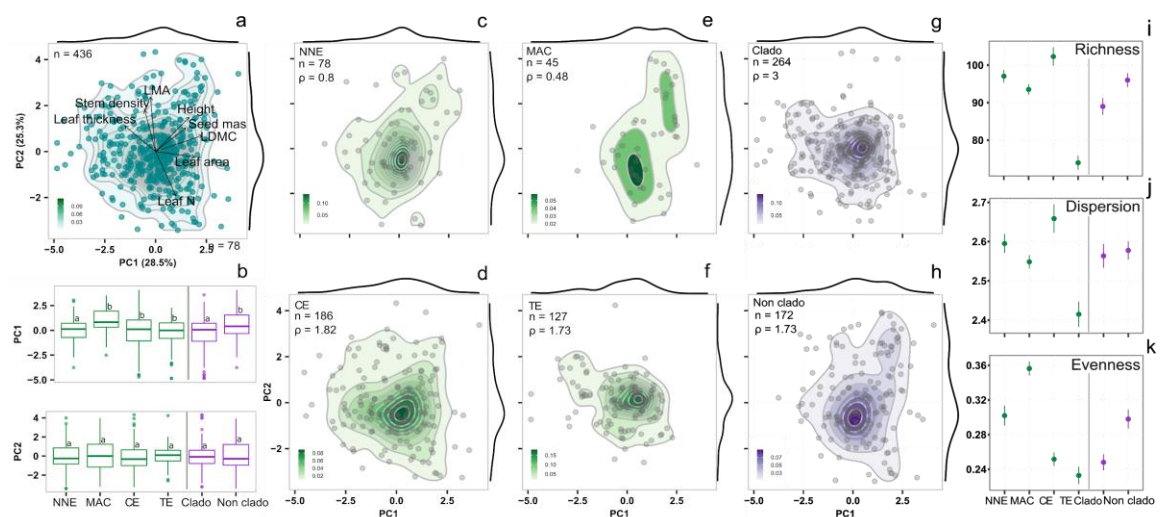 a
n = 436
LMA
Stem density
Height
Leaf thickness
Seed mas
LDMC
Leaf area
Leaf N
n = 78
0.09
0.06
0.03
4
2
0
−2
PC2 (25.3%)
−5.0 −2.5 0.0 2.5 5.0
PC1 (28.5%)
b
PC1
2.5
0.0
−2.5
−5.0
a b b b a b
PC2
4
2
0
−2
a a a a a a
NNE MAC CE TE Clado Non clado
c
NNE
n = 78
ρ = 0.8
0.10
0.05
d
CE
n = 186
ρ = 1.82
0.08
0.06
0.04
0.02
PC2
4
2
0
−2
−5.0 −2.5 0.0 2.5 5.0
PC1
e
MAC
n = 45
ρ = 0.48
0.05
0.04
0.03
0.02
f
TE
n = 127
ρ = 1.73
0.15
0.10
0.05
−5.0 −2.5 0.0 2.5 5.0
PC1
g
Clado
n = 264
ρ = 3
0.10
0.05
h
Non clado
n = 172
ρ = 1.73
0.07
0.05
0.03
−5.0 −2.5 0.0 2.5 5.0
PC1
i
Richness
100
90
80
j
Dispersion
2.7
2.6
2.5
2.4
k
Evenness
0.36
0.32
0.28
0.24
NNE MAC CE TE Clado Non clado